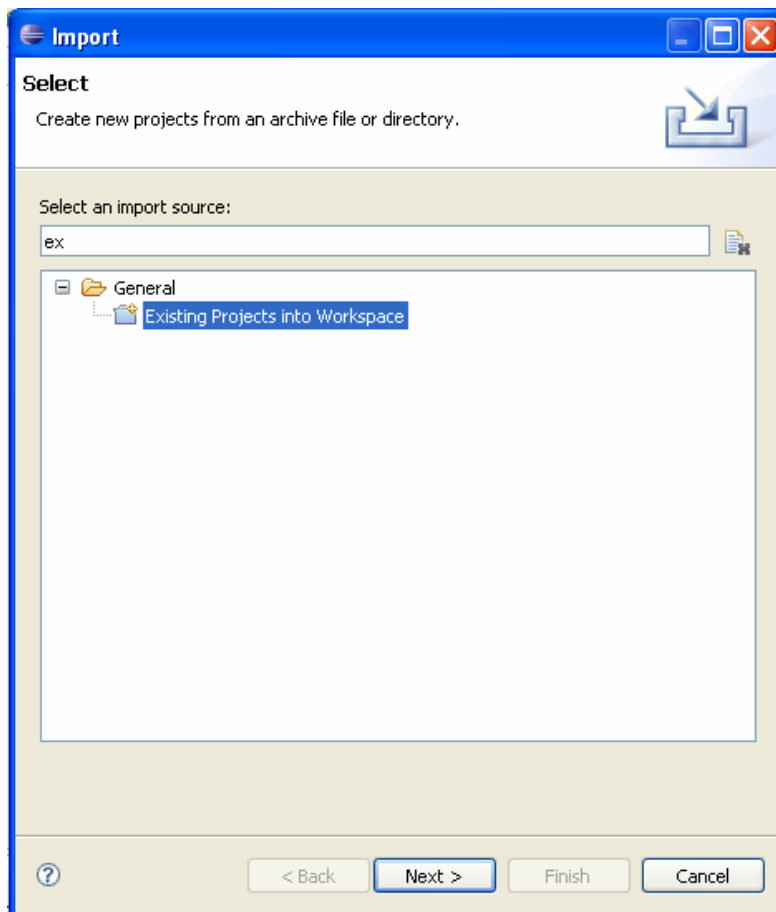 Import
Select
Create new projects from an archive file or directory.
Select an import source:
ex
General
Existing Projects into Workspace
< Back Next > Finish Cancel